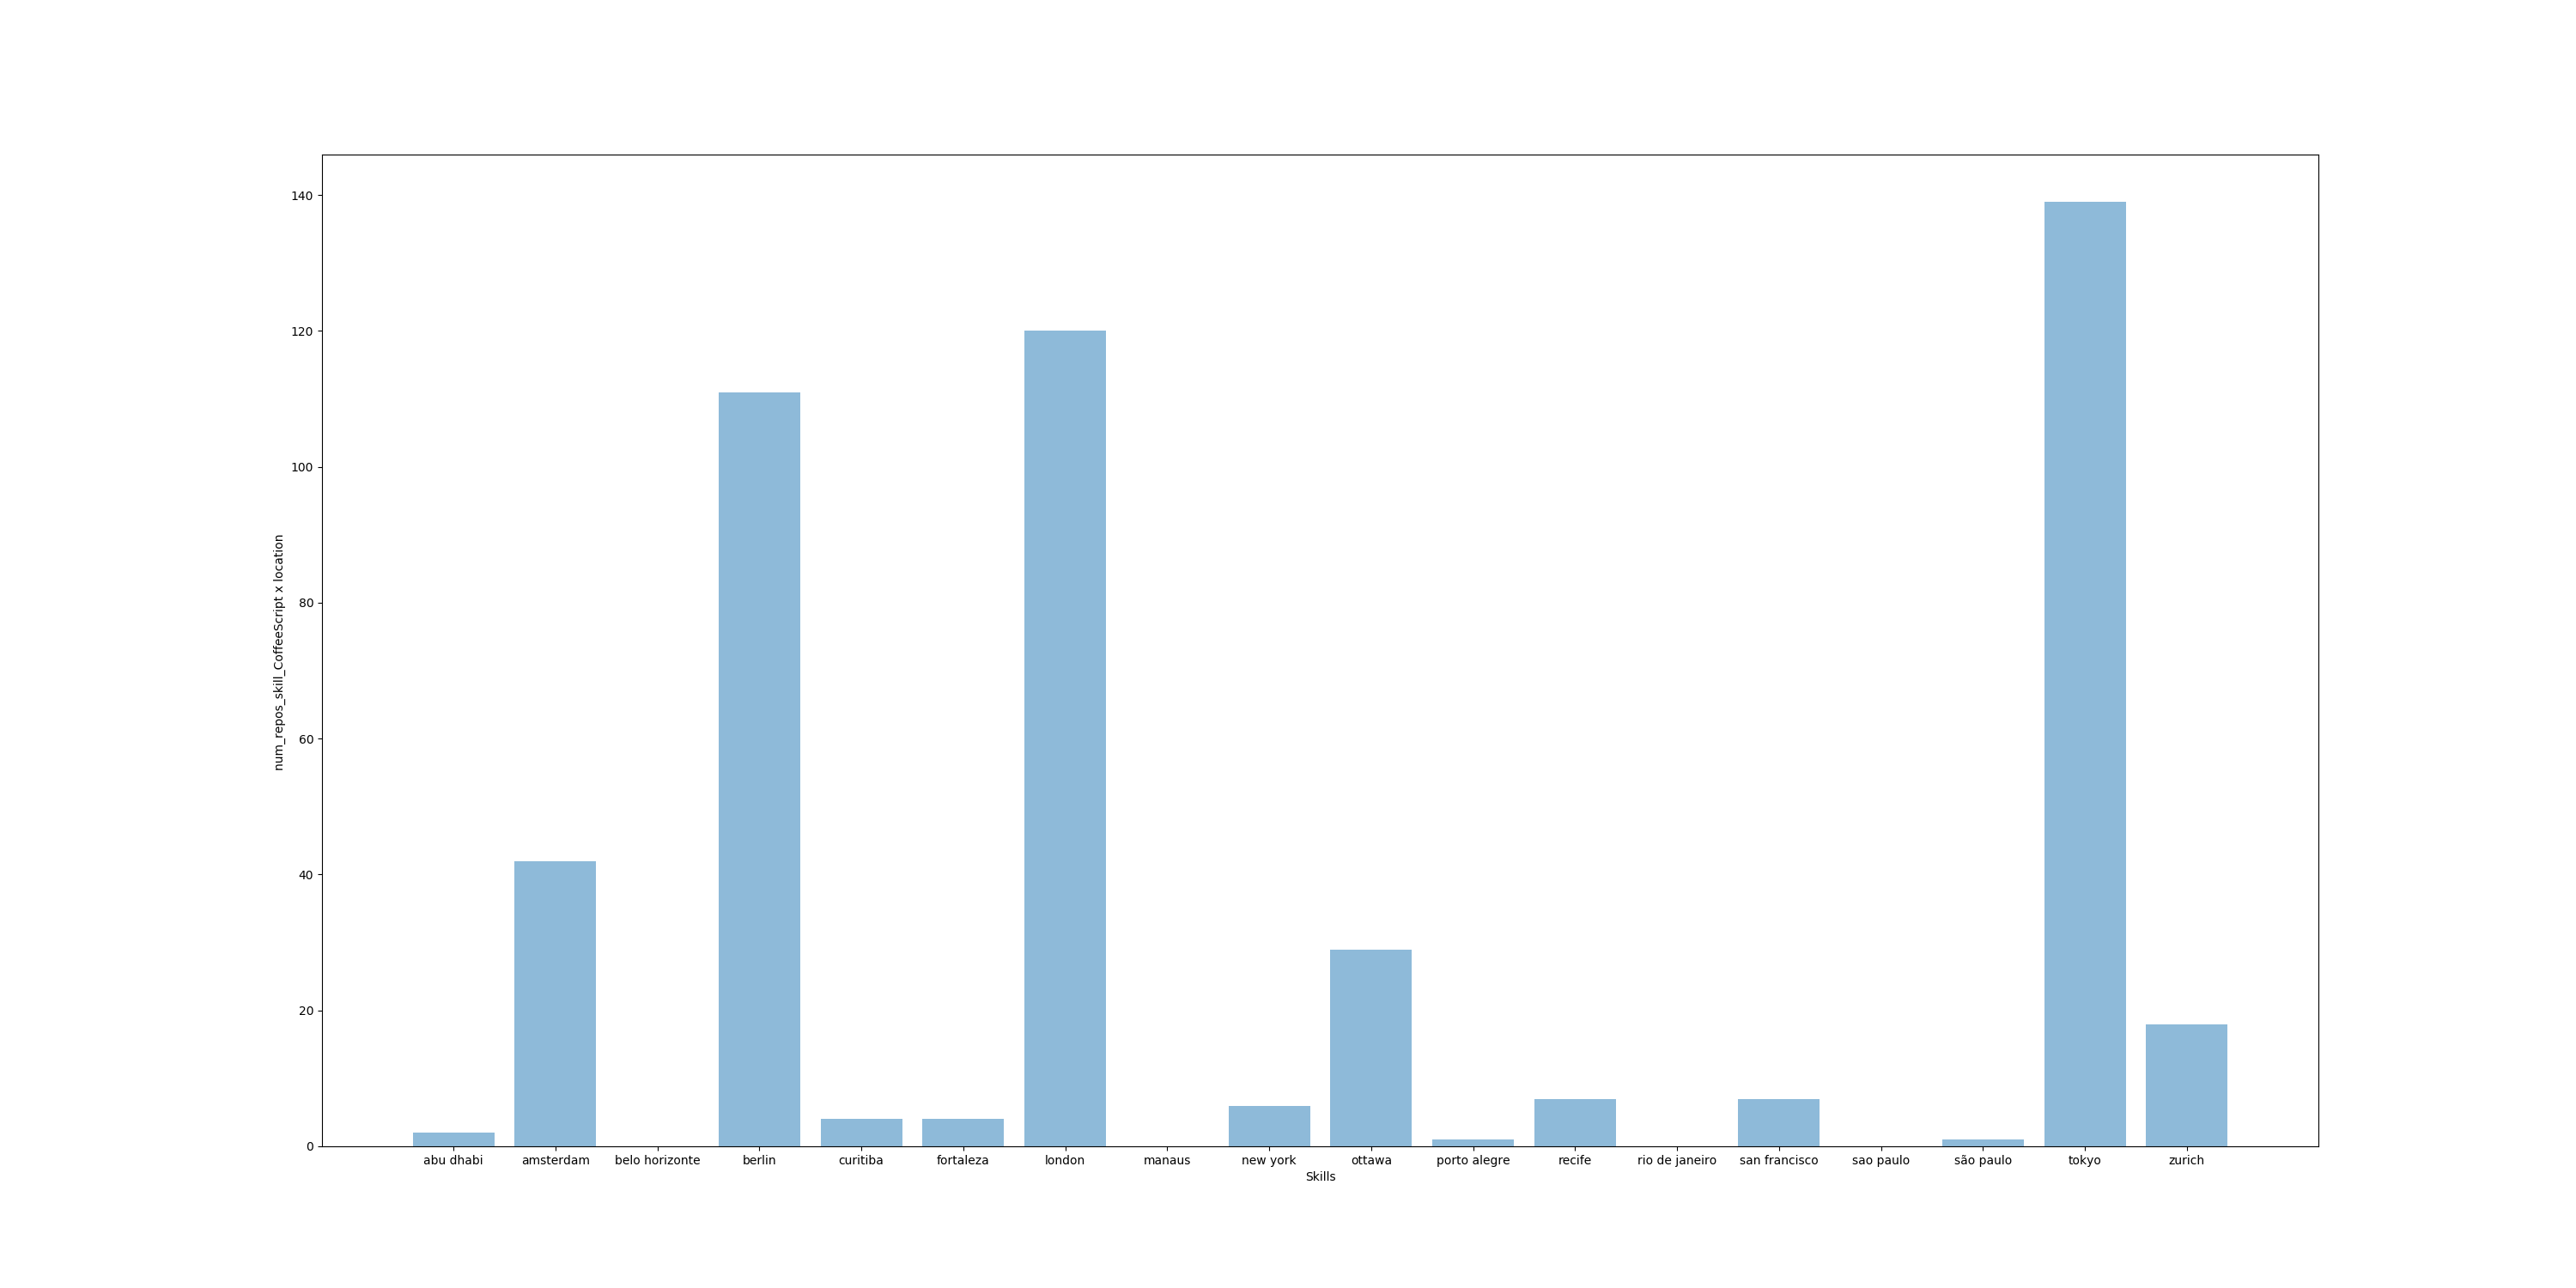 num_repos_skill_CoffeeScript x location
140
120
100
80
60
40
20
0
abu dhabi amsterdam belo horizonte berlin curitiba fortaleza london manaus new york ottawa porto alegre recife rio de janeiro san francisco sao paulo são paulo tokyo zurich
Skills